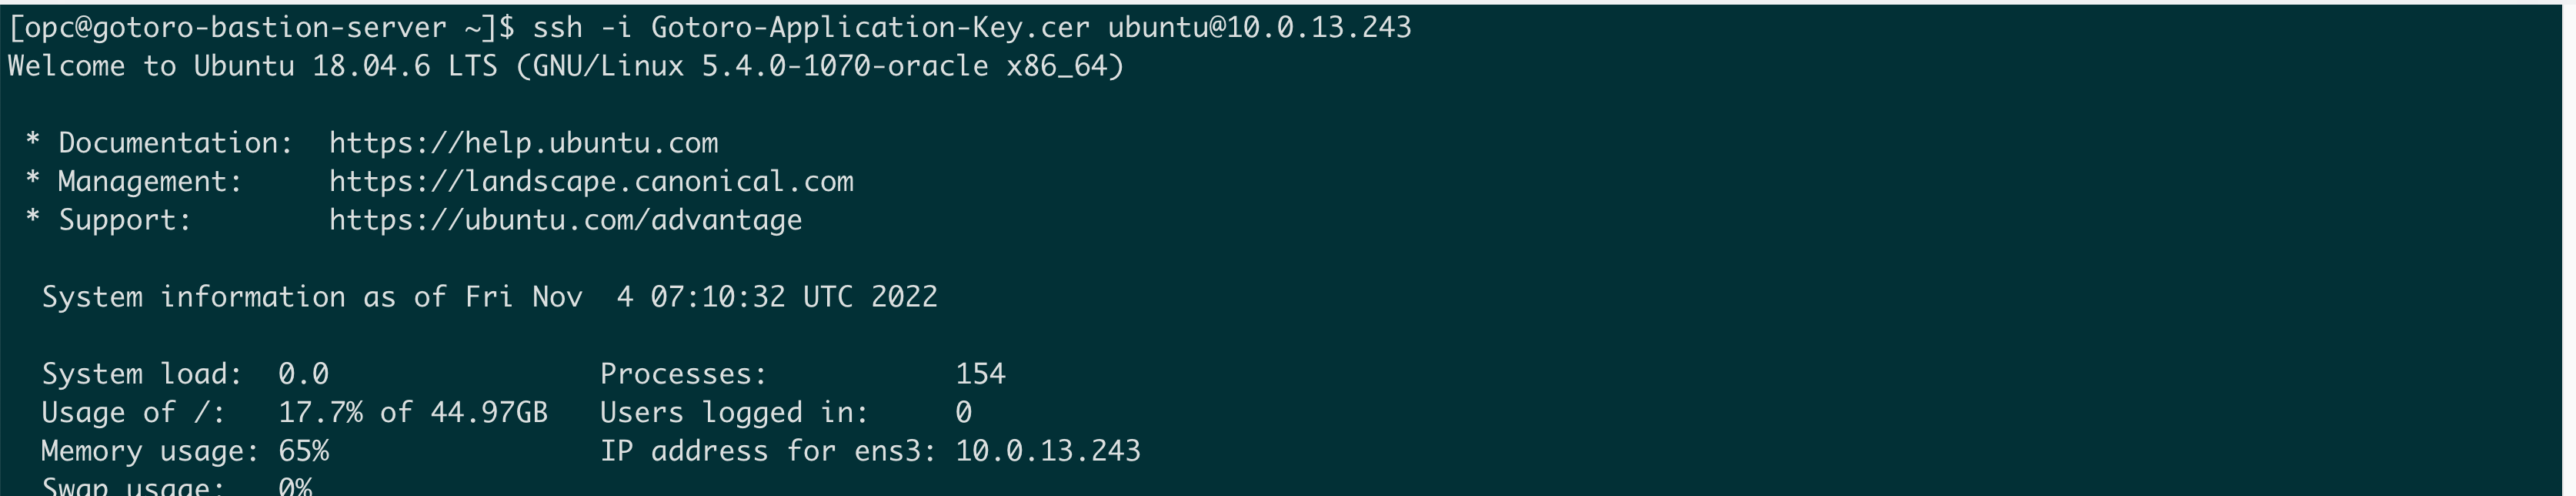 [opc@gotoro-bastion-server ~]$ ssh -i Gotoro-Application-Key.cer ubuntu@10.0.13.243
Welcome to Ubuntu 18.04.6 LTS (GNU/Linux 5.4.0-1070-oracle x86_64)
* Documentation:  https://help.ubuntu.com
* Management:     https://landscape.canonical.com
* Support:        https://ubuntu.com/advantage
System information as of Fri Nov  4 07:10:32 UTC 2022
System load:  0.0                Processes:           154
Usage of /:   17.7% of 44.97GB   Users logged in:     0
Memory usage: 65%                IP address for ens3: 10.0.13.243
Swap usage:   0%